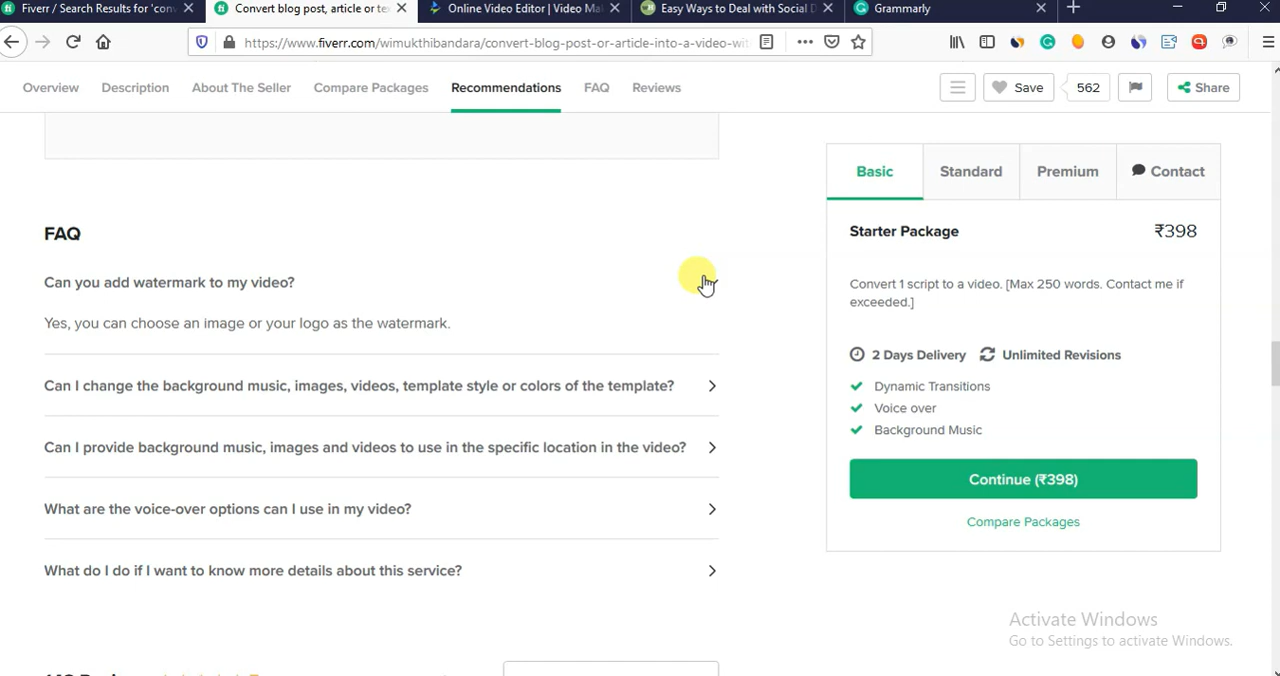 Fiverr / Search Results for 'con
Convert blog post, article or te
Online Video Editor | Video Ma
Easy Ways to Deal with Social D
Grammarly
https://www.fiverr.com/wimukthibandara/convert-blog-post-or-article-into-a-video-wit
Overview
Description
About The Seller
Compare Packages
Recommendations
FAQ
Reviews
Save
562
Share
Basic
Standard
Premium
Contact
FAQ
Starter Package
₹398
Can you add watermark to my video?
Convert 1 script to a video. [Max 250 words. Contact me if
exceeded.]
Yes, you can choose an image or your logo as the watermark.
2 Days Delivery
Unlimited Revisions
Can I change the background music, images, videos, template style or colors of the template?
Dynamic Transitions
Voice over
Background Music
Can I provide background music, images and videos to use in the specific location in the video?
Continue (₹398)
What are the voice-over options can I use in my video?
Compare Packages
What do I do if I want to know more details about this service?
Activate Windows
Go to Settings to activate Windows.